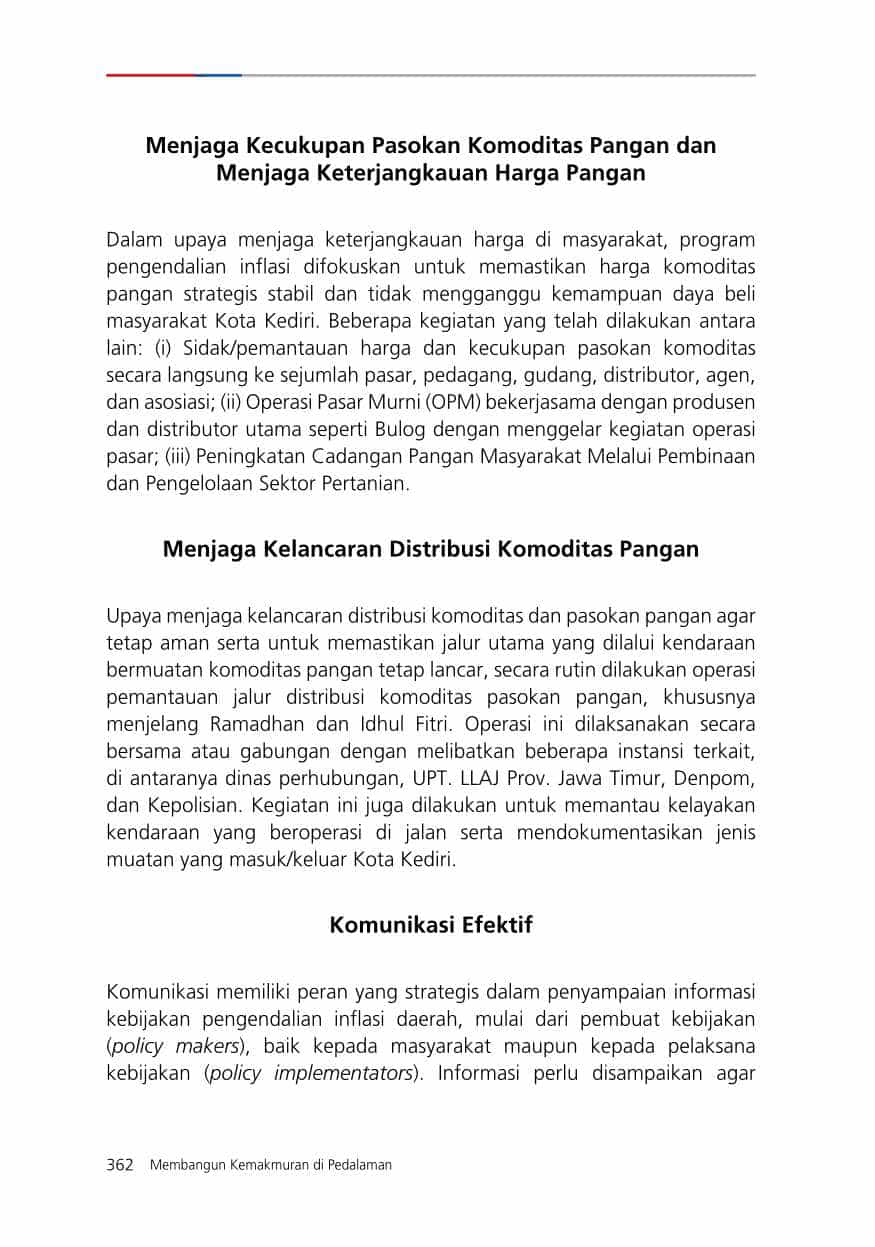 Menjaga Kecukupan Pasokan Komoditas Pangan dan
Menjaga Keterjangkauan Harga Pangan
Dalam upaya menjaga keterjangkauan harga di masyarakat, program
pengendalian inflasi difokuskan untuk memastikan harga komoditas
pangan strategis stabil dan tidak mengganggu kemampuan daya beli
masyarakat Kota Kediri. Beberapa kegiatan yang telah dilakukan antara
lain: (i) Sidak/pemantauan harga dan kecukupan pasokan komoditas
secara langsung ke sejumlah pasar, pedagang, gudang, distributor, agen,
dan asosiasi; (ii) Operasi Pasar Murni (OPM) bekerjasama dengan produsen
dan distributor utama seperti Bulog dengan menggelar kegiatan operasi
pasar; (iii) Peningkatan Cadangan Pangan Masyarakat Melalui Pembinaan
dan Pengelolaan Sektor Pertanian.
Menjaga Kelancaran Distribusi Komoditas Pangan
Upaya menjaga kelancaran distribusi komoditas dan pasokan pangan agar
tetap aman serta untuk memastikan jalur utama yang dilalui kendaraan
bermuatan komoditas pangan tetap lancar, secara rutin dilakukan operasi
pemantauan jalur distribusi komoditas pasokan pangan, khususnya
menjelang Ramadhan dan Idhul Fitri. Operasi ini dilaksanakan secara
bersama atau gabungan dengan melibatkan beberapa instansi terkait,
di antaranya dinas perhubungan, UPT. LLAJ Prov. Jawa Timur, Denpom,
dan Kepolisian. Kegiatan ini juga dilakukan untuk memantau kelayakan
kendaraan yang beroperasi di jalan serta mendokumentasikan jenis
muatan yang masuk/keluar Kota Kediri.
Komunikasi Efektif
Komunikasi memiliki peran yang strategis dalam penyampaian informasi
kebijakan pengendalian inflasi daerah, mulai dari pembuat kebijakan
(policy makers), baik kepada masyarakat maupun kepada pelaksana
kebijakan (policy implementators). Informasi perlu disampaikan agar
362 Membangun Kemakmuran di Pedalaman